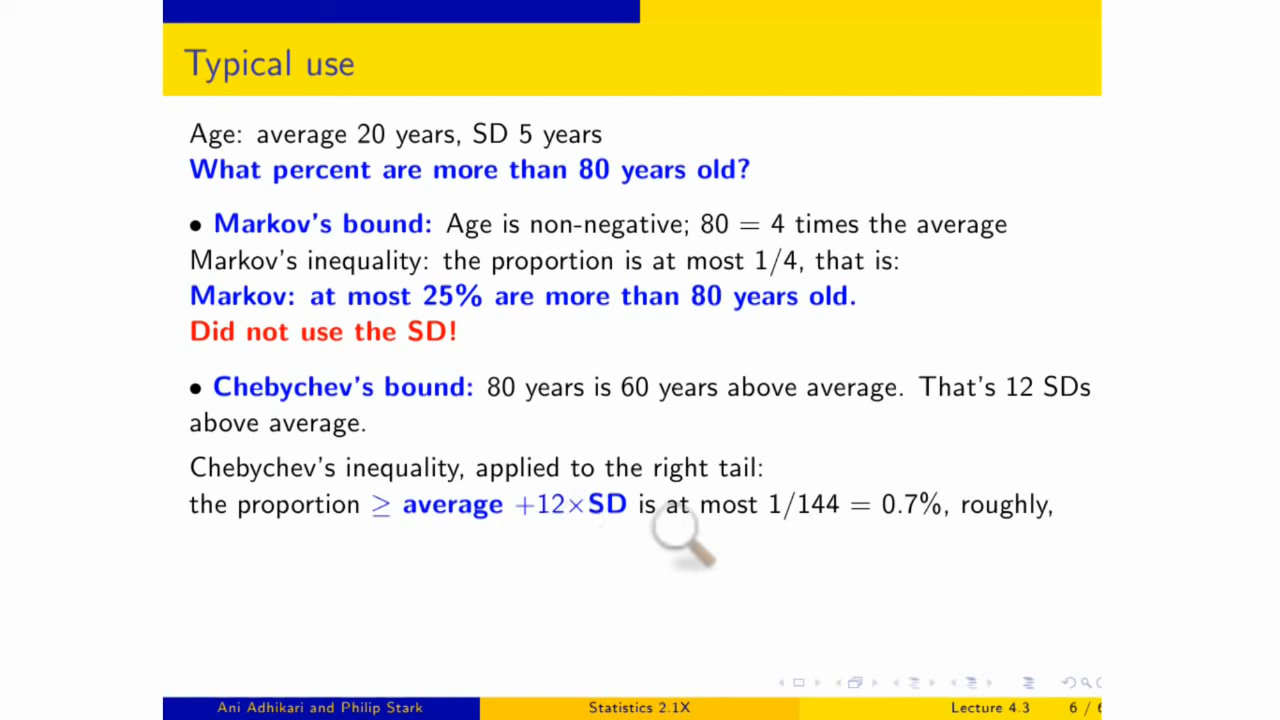 Typical use
Age: average 20 years, SD 5 years
What percent are more than 80 years old?
• Markov's bound: Age is non-negative; 80 = 4 times the average
Markov's inequality: the proportion is at most 1/4, that is:
Markov: at most 25% are more than 80 years old.
Did not use the SD!
• Chebychev's bound: 80 years is 60 years above average. That's 12 SDs
above average.
Chebychev's inequality, applied to the right tail:
the proportion ≥ average +12×SD is at most 1/144 = 0.7%, roughly,
Ani Adhikari and Philip Stark Statistics 2.1X Lecture 4.3 6 /